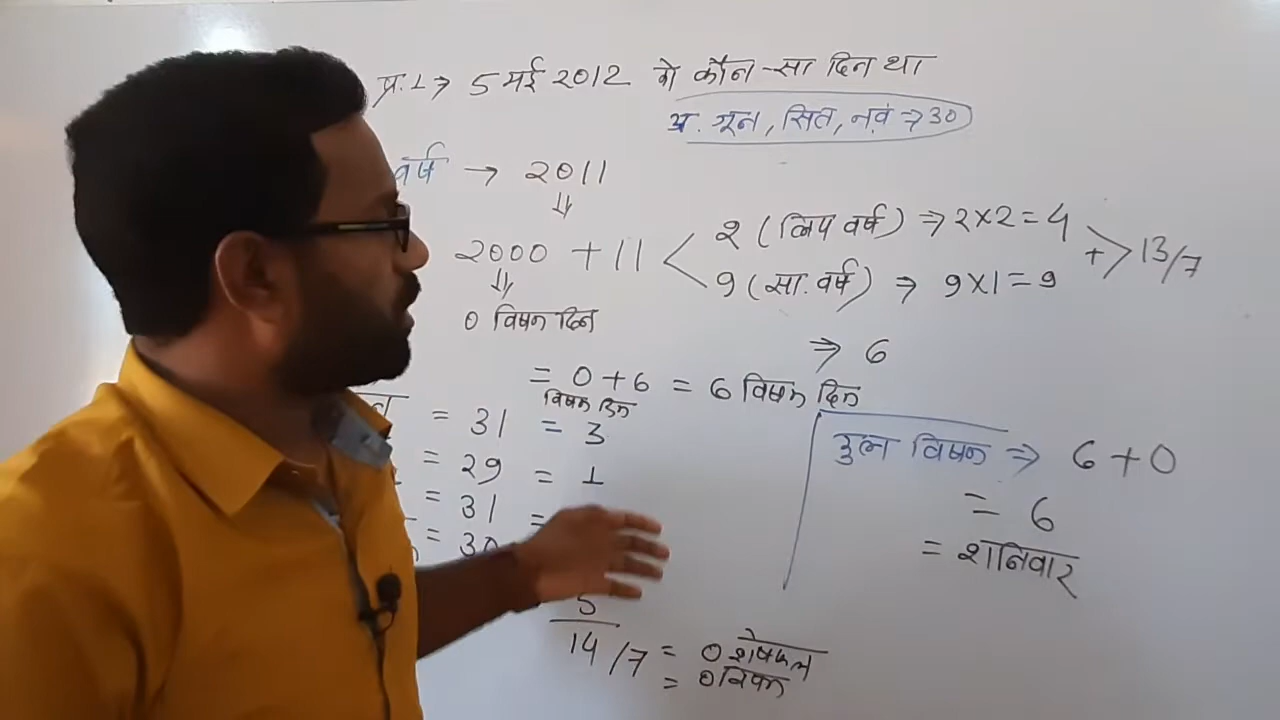 प्र.1→ 5 मई 2012 को कौन-सा दिन था
अ. जून, सित, नवं ⇒ 30
वर्ष → 2011
⇓
2000 + 11 < 2 (लिप वर्ष) ⇒ 2×2=4
9 (सा. वर्ष) ⇒ 9×1=9
+ > 13/7
⇓
0 विषम दिन
⇒ 6
= 0+6 = 6 विषम दिन
विषम दिन
= 31 = 3
= 29 = 1
= 31 =
= 30
5
14/7 = 0 शेषफल
= 0 विषम
कुल विषम ⇒ 6+0
= 6
= शनिवार